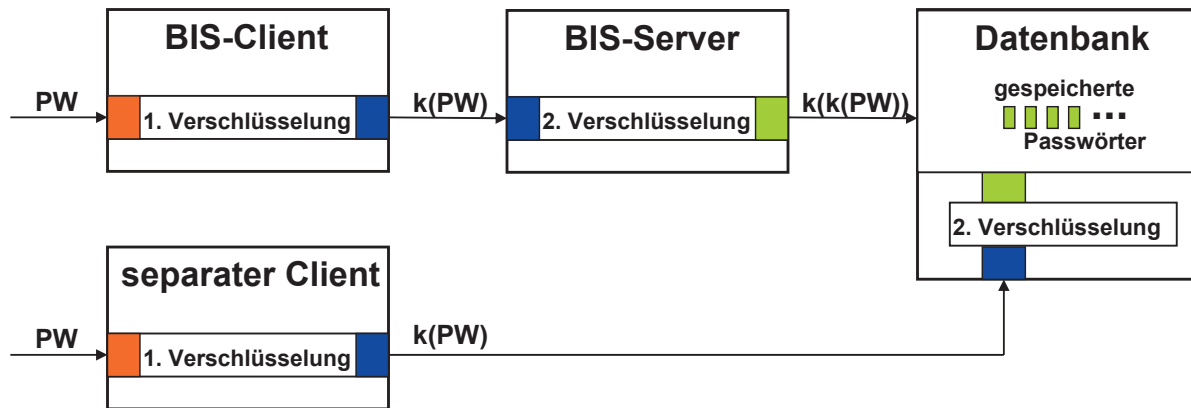 BIS-Client
BIS-Server
Datenbank
PW
1. Verschlüsselung
k(PW)
2. Verschlüsselung
k(k(PW))
gespeicherte
...
Passwörter
2. Verschlüsselung
separater Client
PW
1. Verschlüsselung
k(PW)